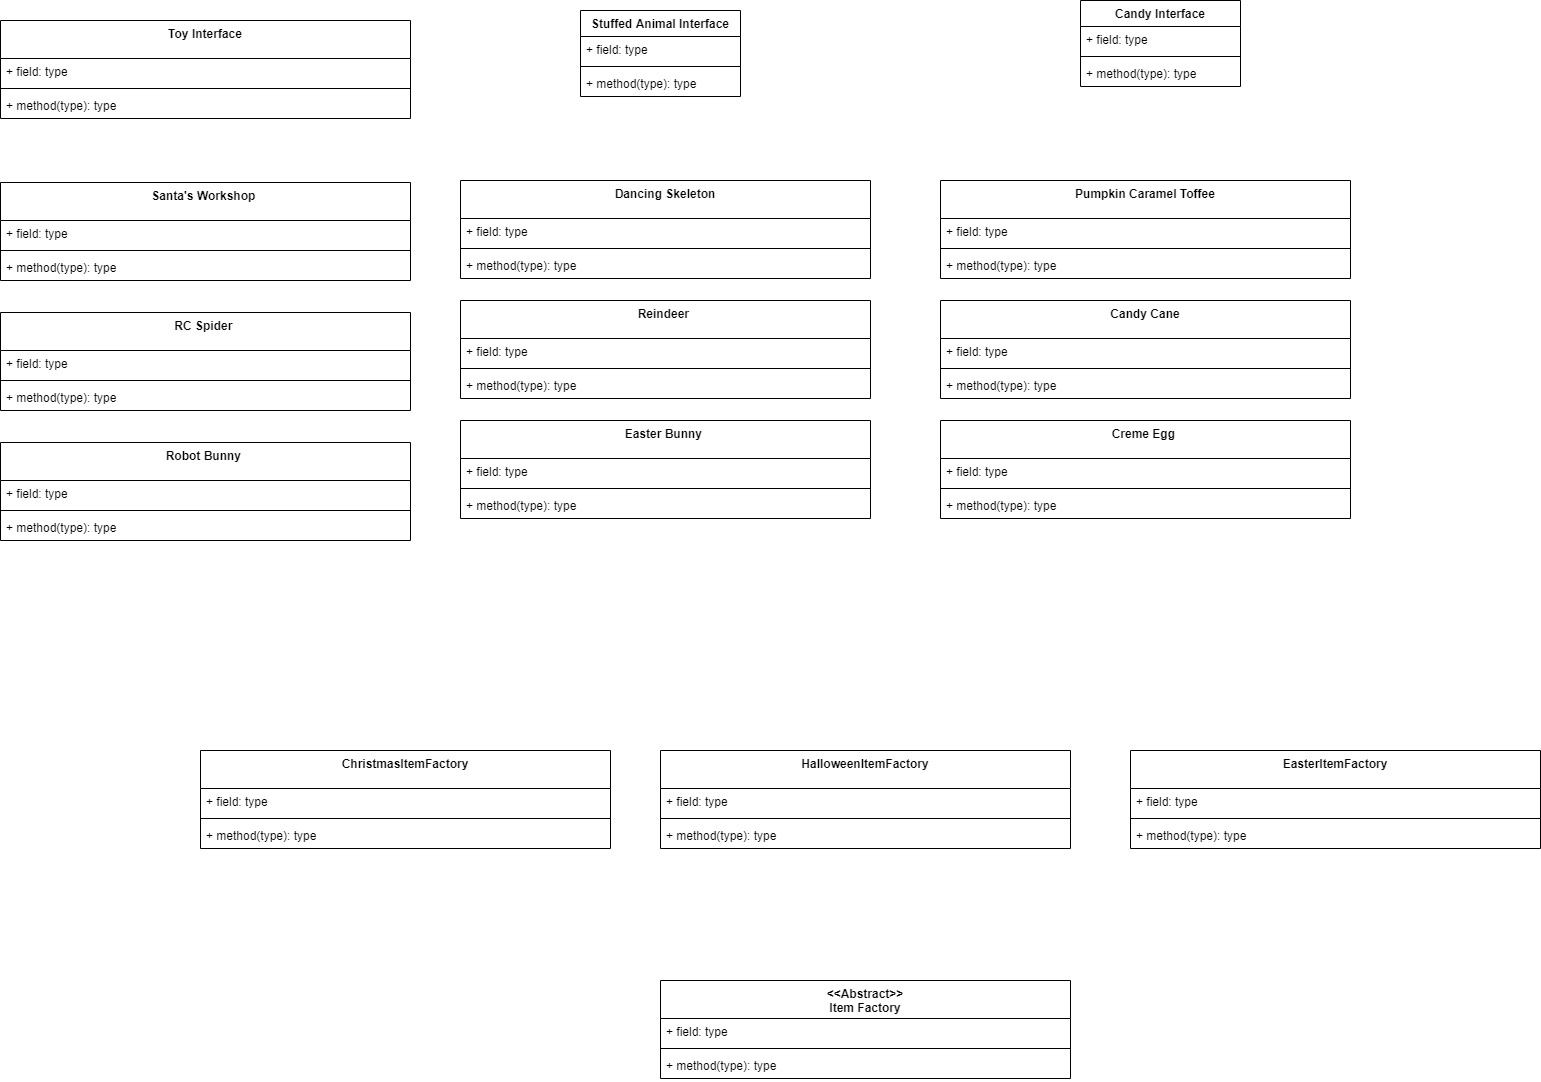 Toy Interface
+ field: type
+ method(type): type
Stuffed Animal Interface
+ field: type
+ method(type): type
Candy Interface
+ field: type
+ method(type): type
Santa's Workshop
+ field: type
+ method(type): type
Dancing Skeleton
+ field: type
+ method(type): type
Pumpkin Caramel Toffee
+ field: type
+ method(type): type
RC Spider
+ field: type
+ method(type): type
Reindeer
+ field: type
+ method(type): type
Candy Cane
+ field: type
+ method(type): type
Robot Bunny
+ field: type
+ method(type): type
Easter Bunny
+ field: type
+ method(type): type
Creme Egg
+ field: type
+ method(type): type
ChristmasItemFactory
+ field: type
+ method(type): type
HalloweenItemFactory
+ field: type
+ method(type): type
EasterItemFactory
+ field: type
+ method(type): type
<<Abstract>>
Item Factory
+ field: type
+ method(type): type